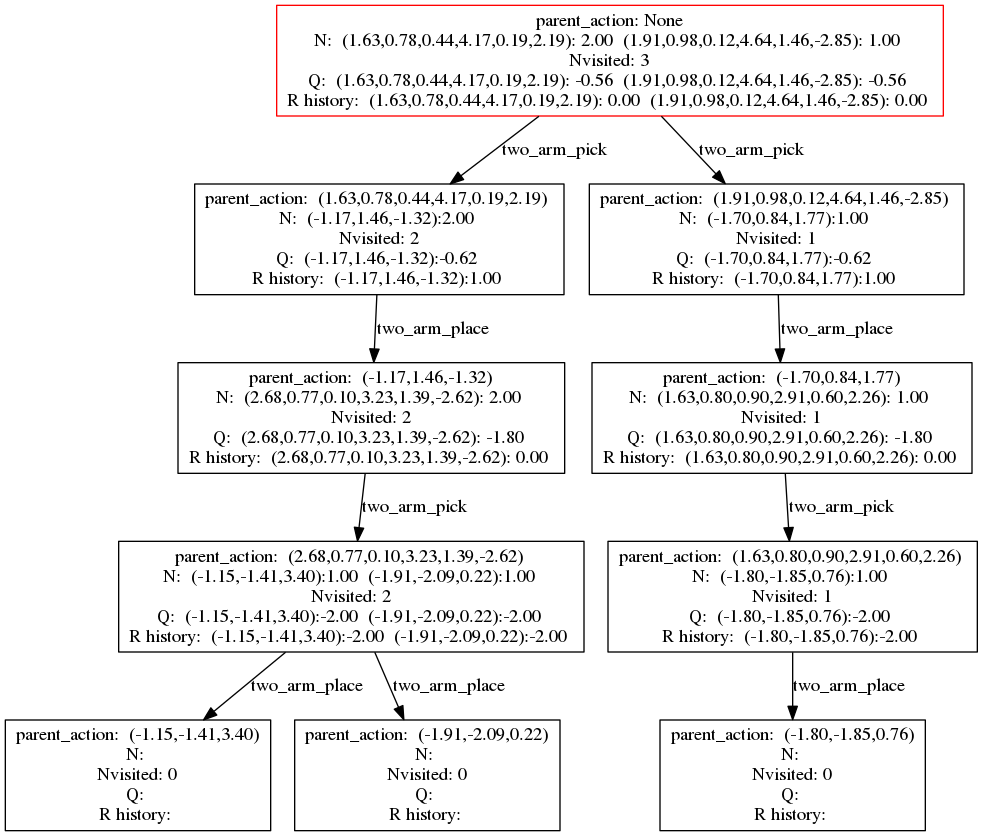 parent_action: None
N: (1.63,0.78,0.44,4.17,0.19,2.19): 2.00 (1.91,0.98,0.12,4.64,1.46,-2.85): 1.00
Nvisited: 3
Q: (1.63,0.78,0.44,4.17,0.19,2.19): -0.56 (1.91,0.98,0.12,4.64,1.46,-2.85): -0.56
R history: (1.63,0.78,0.44,4.17,0.19,2.19): 0.00 (1.91,0.98,0.12,4.64,1.46,-2.85): 0.00
two_arm_pick
two_arm_pick
parent_action: (1.63,0.78,0.44,4.17,0.19,2.19)
N: (-1.17,1.46,-1.32):2.00
Nvisited: 2
Q: (-1.17,1.46,-1.32):-0.62
R history: (-1.17,1.46,-1.32):1.00
parent_action: (1.91,0.98,0.12,4.64,1.46,-2.85)
N: (-1.70,0.84,1.77):1.00
Nvisited: 1
Q: (-1.70,0.84,1.77):-0.62
R history: (-1.70,0.84,1.77):1.00
two_arm_place
two_arm_place
parent_action: (-1.17,1.46,-1.32)
N: (2.68,0.77,0.10,3.23,1.39,-2.62): 2.00
Nvisited: 2
Q: (2.68,0.77,0.10,3.23,1.39,-2.62): -1.80
R history: (2.68,0.77,0.10,3.23,1.39,-2.62): 0.00
parent_action: (-1.70,0.84,1.77)
N: (1.63,0.80,0.90,2.91,0.60,2.26): 1.00
Nvisited: 1
Q: (1.63,0.80,0.90,2.91,0.60,2.26): -1.80
R history: (1.63,0.80,0.90,2.91,0.60,2.26): 0.00
two_arm_pick
two_arm_pick
parent_action: (2.68,0.77,0.10,3.23,1.39,-2.62)
N: (-1.15,-1.41,3.40):1.00 (-1.91,-2.09,0.22):1.00
Nvisited: 2
Q: (-1.15,-1.41,3.40):-2.00 (-1.91,-2.09,0.22):-2.00
R history: (-1.15,-1.41,3.40):-2.00 (-1.91,-2.09,0.22):-2.00
parent_action: (1.63,0.80,0.90,2.91,0.60,2.26)
N: (-1.80,-1.85,0.76):1.00
Nvisited: 1
Q: (-1.80,-1.85,0.76):-2.00
R history: (-1.80,-1.85,0.76):-2.00
two_arm_place
two_arm_place
two_arm_place
parent_action: (-1.15,-1.41,3.40)
N:
Nvisited: 0
Q:
R history:
parent_action: (-1.91,-2.09,0.22)
N:
Nvisited: 0
Q:
R history:
parent_action: (-1.80,-1.85,0.76)
N:
Nvisited: 0
Q:
R history: